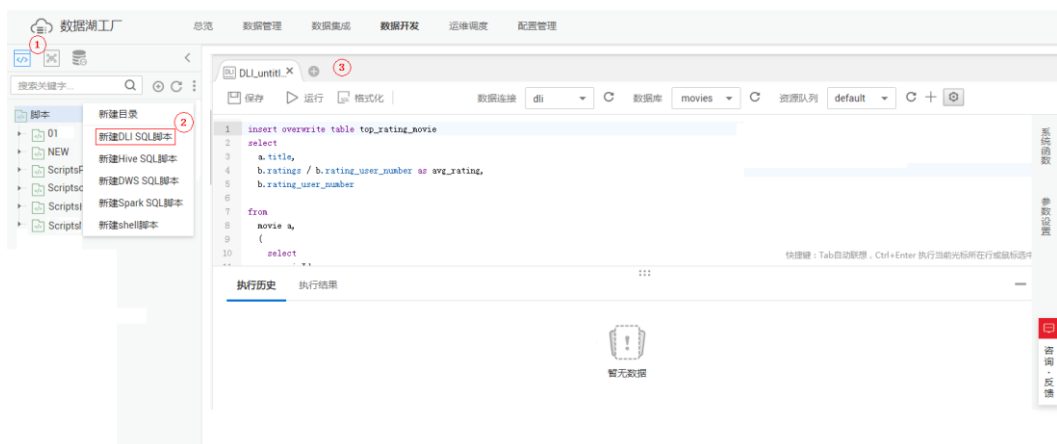 数据湖工厂 总览 数据管理 数据集成 数据开发 运维调度 配置管理
1
搜索关键字...
脚本
01
NEW
ScriptsF
Scriptsc
Scripts
Scripts
新建目录
2
新建DLI SQL脚本
新建Hive SQL脚本
新建DWS SQL脚本
新建Spark SQL脚本
新建shell脚本
DLI DLI_untitl.. 3
保存 运行 格式化 数据连接 dli 数据库 movies 资源队列 default
1 insert overwrite table top_rating_movie
2 select
3 a.title,
4 b.ratings / b.rating_user_number as avg_rating,
5 b.rating_user_number
6
7 from
8 movie a,
9 (
10 select
快捷键：Tab自动联想，Ctrl+Enter 执行当前光标所在行或鼠标选中
系统函数
参数设置
执行历史 执行结果
暂无数据
咨询·反馈